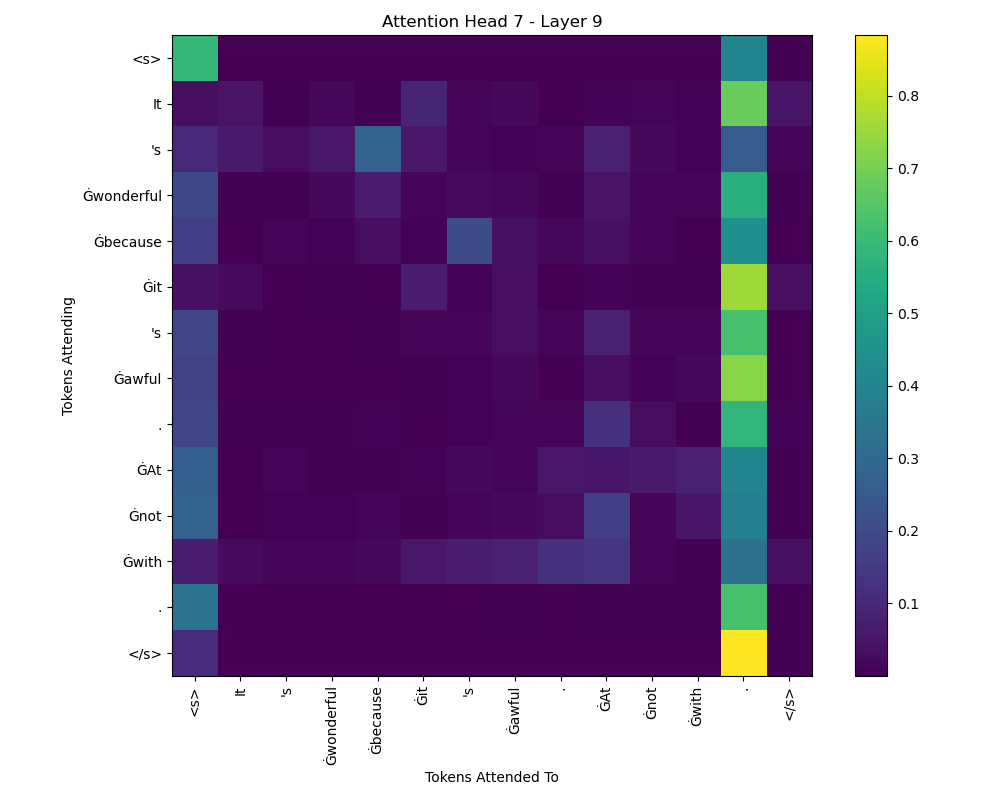 Attention Head 7 - Layer 9
Tokens Attending
<s>
It
's
Ġwonderful
Ġbecause
Ġit
's
Ġawful
.
ĠAt
Ġnot
Ġwith
.
</s>
<s>
It
's
Ġwonderful
Ġbecause
Ġit
's
Ġawful
.
ĠAt
Ġnot
Ġwith
.
</s>
Tokens Attended To
0.8
0.7
0.6
0.5
0.4
0.3
0.2
0.1